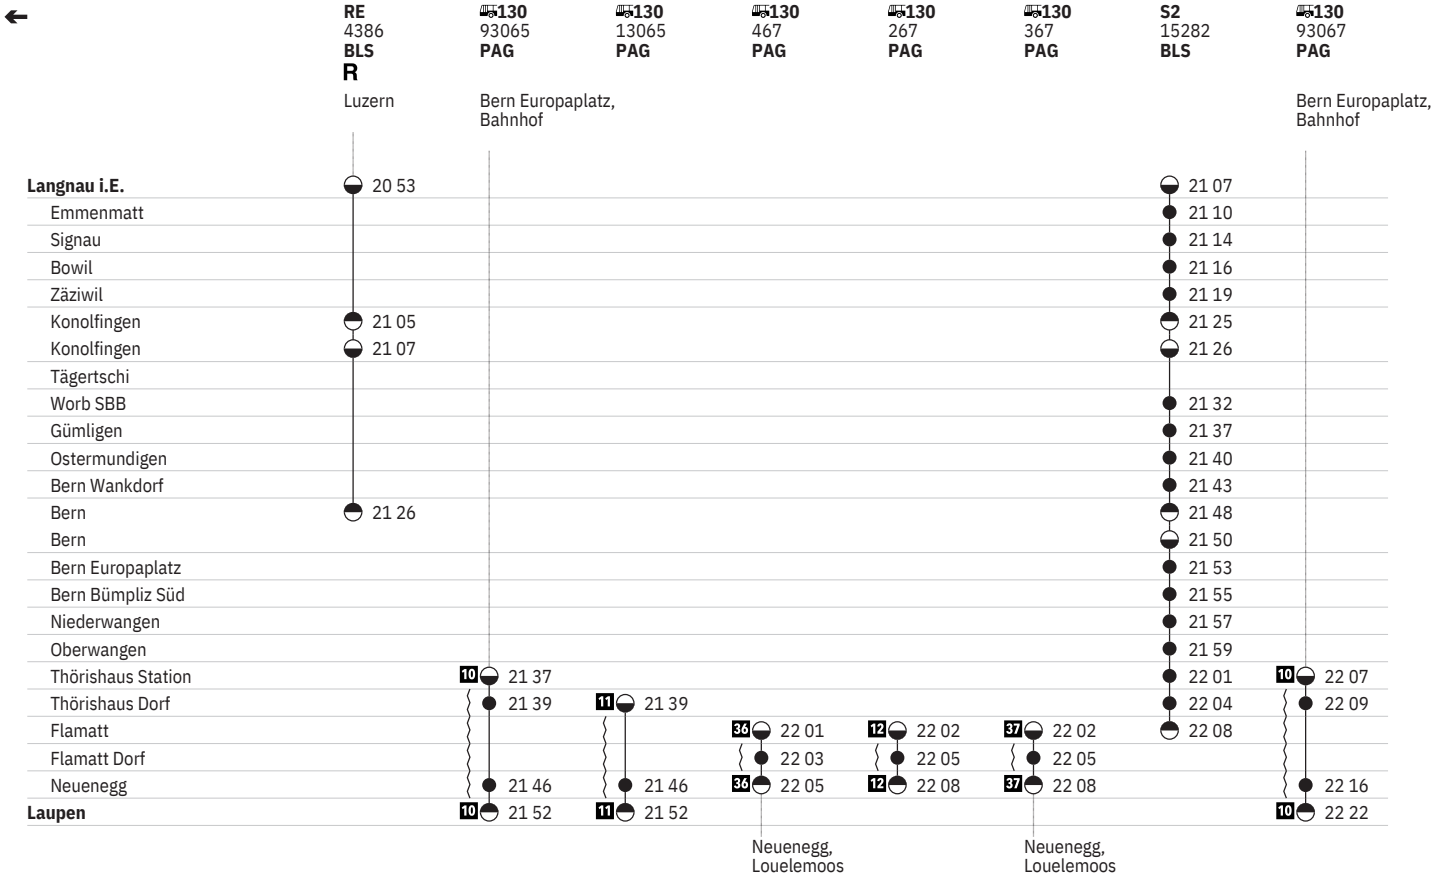 RE 130 130 130 130 130 S2 130
4386 93065 13065 467 267 367 15282 93067
BLS PAG PAG PAG PAG PAG BLS PAG
R
Luzern Bern Europaplatz, Bern Europaplatz,
Bahnhof Bahnhof
Langnau i.E. 20 53 21 07
Emmenmatt 21 10
Signau 21 14
Bowil 21 16
Zäziwil 21 19
Konolfingen 21 05 21 25
Konolfingen 21 07 21 26
Tägertschi
Worb SBB 21 32
Gümligen 21 37
Ostermundigen 21 40
Bern Wankdorf 21 43
Bern 21 26 21 48
Bern 21 50
Bern Europaplatz 21 53
Bern Bümpliz Süd 21 55
Niederwangen 21 57
Oberwangen 21 59
Thörishaus Station 10 21 37 22 01 10 22 07
Thörishaus Dorf 21 39 11 21 39 22 04 22 09
Flamatt 36 22 01 12 22 02 37 22 02 22 08
Flamatt Dorf 22 03 22 05 22 05
Neuenegg 21 46 21 46 36 22 05 12 22 08 37 22 08 22 16
Laupen 10 21 52 11 21 52 10 22 22
Neuenegg, Neuenegg,
Louelemoos Louelemoos